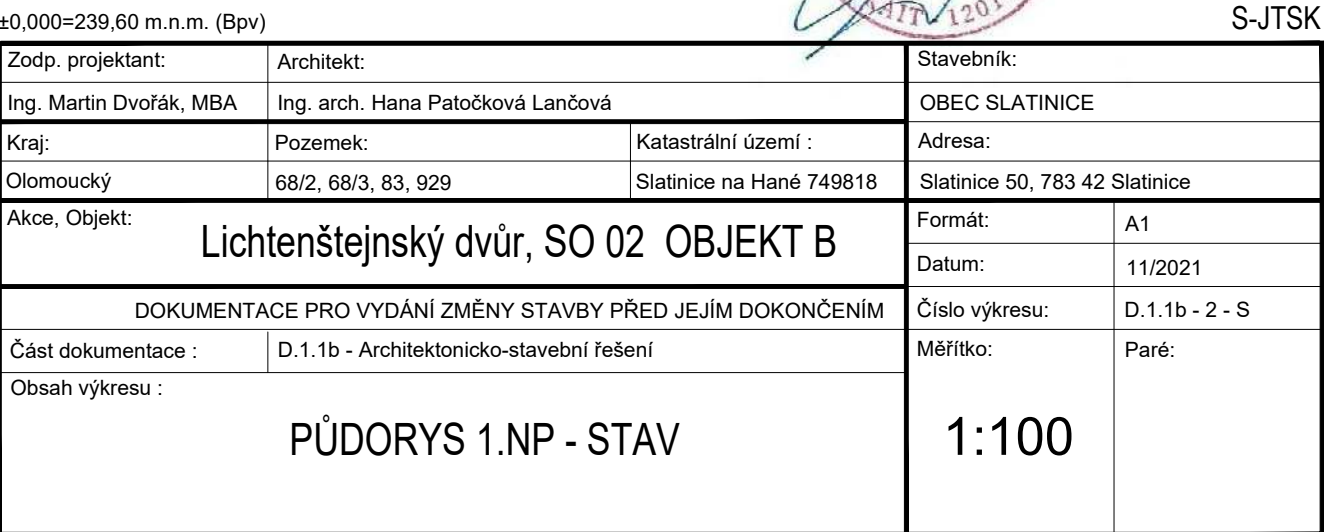 ±0,000=239,60 m.n.m. (Bpv)
S-JTSK
Zodp. projektant:
Architekt:
Stavebník:
Ing. Martin Dvořák, MBA
Ing. arch. Hana Patočková Lančová
OBEC SLATINICE
Kraj:
Pozemek:
Katastrální území :
Adresa:
Olomoucký
68/2, 68/3, 83, 929
Slatinice na Hané 749818
Slatinice 50, 783 42 Slatinice
Akce, Objekt:
Lichtenštejnský dvůr, SO 02 OBJEKT B
Formát:
A1
Datum:
11/2021
DOKUMENTACE PRO VYDÁNÍ ZMĚNY STAVBY PŘED JEJÍM DOKONČENÍM
Číslo výkresu:
D.1.1b - 2 - S
Část dokumentace :
D.1.1b - Architektonicko-stavební řešení
Měřítko:
Paré:
Obsah výkresu :
PŮDORYS 1.NP - STAV
1:100